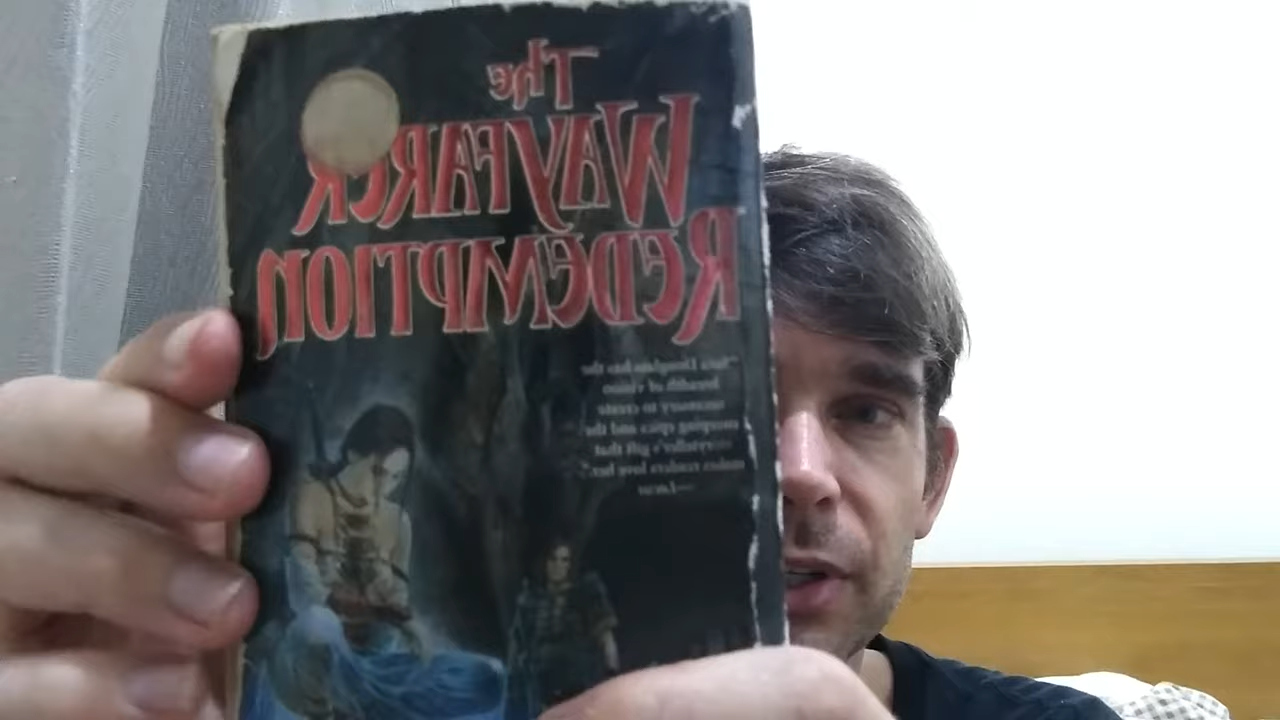 The
WAYFARER
REDEMPTION
"Sara Douglass has the
breadth of vision
necessary to create
sweeping epics and the
storyteller's gift that
makes readers love her."
—Locus